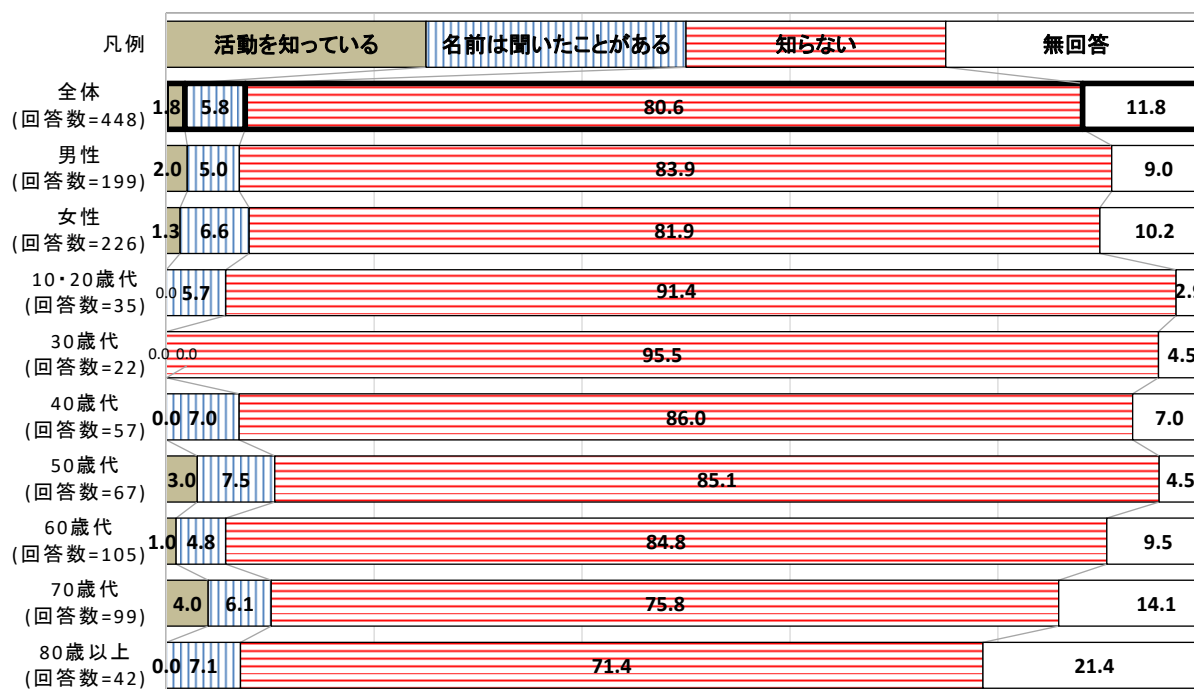 凡例 活動を知っている 名前は聞いたことがある 知らない 無回答
全体
(回答数=448) 1.8 5.8 80.6 11.8
男性
(回答数=199) 2.0 5.0 83.9 9.0
女性
(回答数=226) 1.3 6.6 81.9 10.2
10・20歳代
(回答数=35) 0.0 5.7 91.4 2.9
30歳代
(回答数=22) 0.0 0.0 95.5 4.5
40歳代
(回答数=57) 0.0 7.0 86.0 7.0
50歳代
(回答数=67) 3.0 7.5 85.1 4.5
60歳代
(回答数=105) 1.0 4.8 84.8 9.5
70歳代
(回答数=99) 4.0 6.1 75.8 14.1
80歳以上
(回答数=42) 0.0 7.1 71.4 21.4